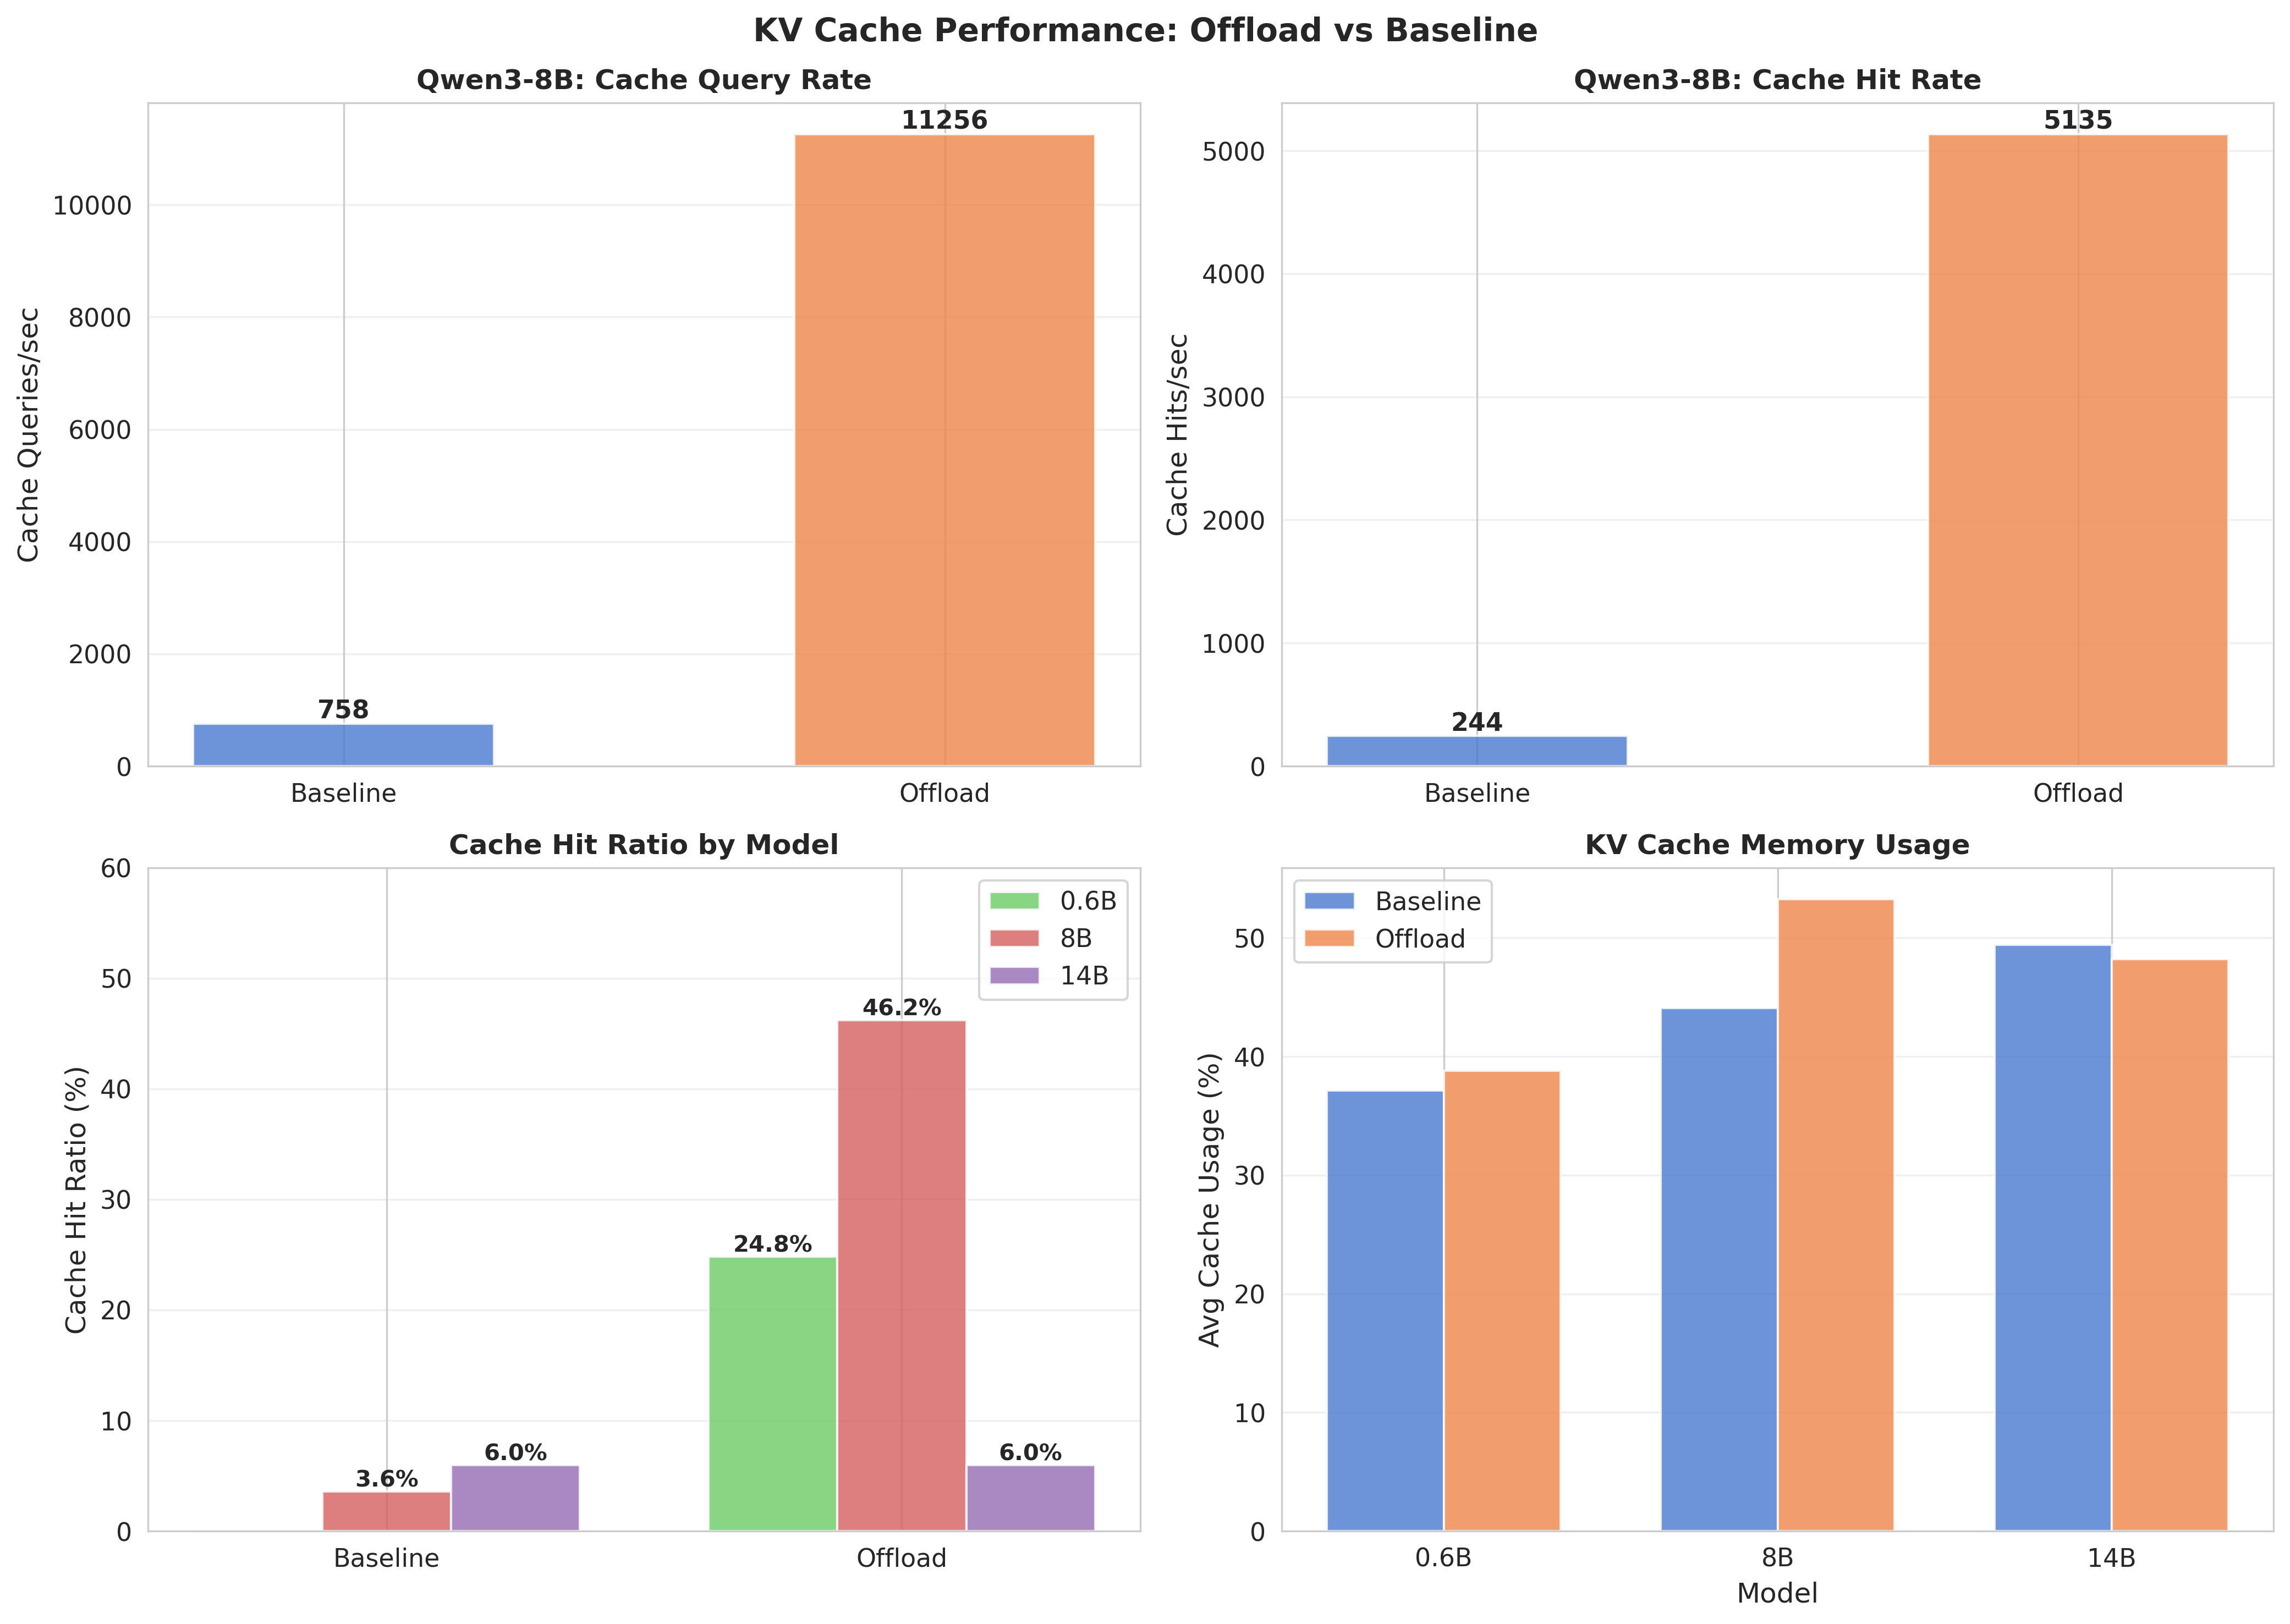 KV Cache Performance: Offload vs Baseline
Qwen3-8B: Cache Query Rate
Cache Queries/sec
10000
8000
6000
4000
2000
0
11256
758
Baseline
Offload
Qwen3-8B: Cache Hit Rate
Cache Hits/sec
5000
4000
3000
2000
1000
0
5135
244
Baseline
Offload
Cache Hit Ratio by Model
Cache Hit Ratio (%)
60
50
40
30
20
10
0
0.6B
8B
14B
46.2%
24.8%
3.6%
6.0%
6.0%
Baseline
Offload
KV Cache Memory Usage
Avg Cache Usage (%)
50
40
30
20
10
0
Baseline
Offload
0.6B
8B
14B
Model